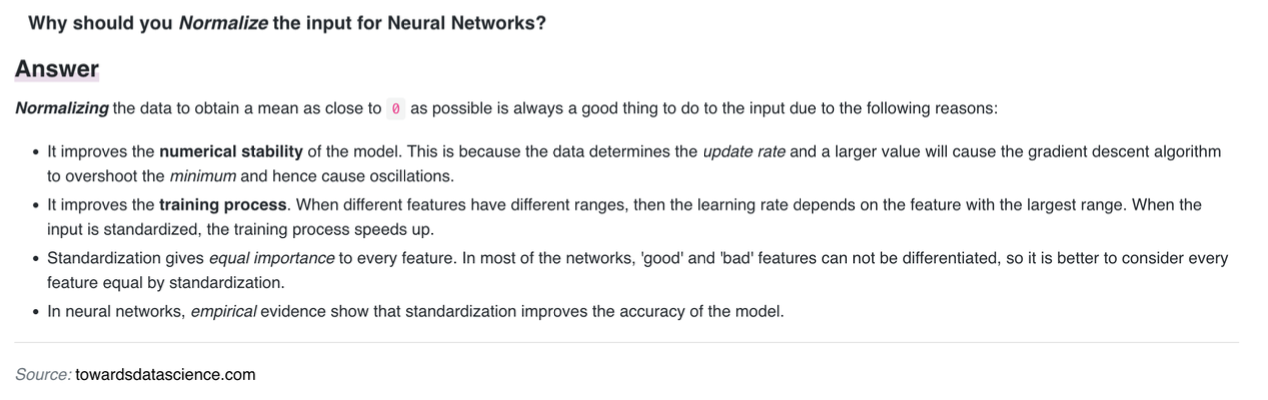 Why should you Normalize the input for Neural Networks?
Answer
Normalizing the data to obtain a mean as close to 0 as possible is always a good thing to do to the input due to the following reasons:
• It improves the numerical stability of the model. This is because the data determines the update rate and a larger value will cause the gradient descent algorithm
to overshoot the minimum and hence cause oscillations.
• It improves the training process. When different features have different ranges, then the learning rate depends on the feature with the largest range. When the
input is standardized, the training process speeds up.
• Standardization gives equal importance to every feature. In most of the networks, 'good' and 'bad' features can not be differentiated, so it is better to consider every
feature equal by standardization.
• In neural networks, empirical evidence show that standardization improves the accuracy of the model.
Source: towardsdatascience.com